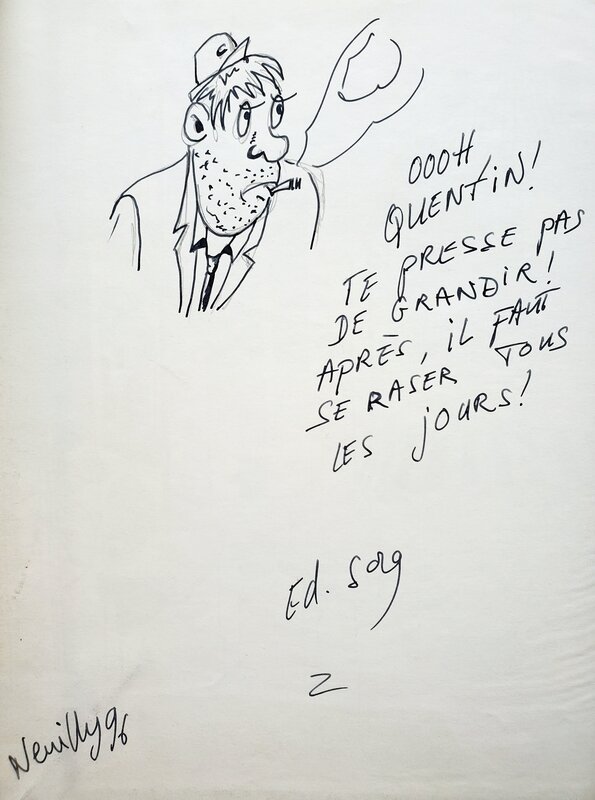 OOOH
QUENTIN!
TE PRESSE PAS
DE GRANDIR!
APRÈS, IL FAUT
SE RASER TOUS
LES JOURS!
Ed. Sorg
Z
Neuilly 96